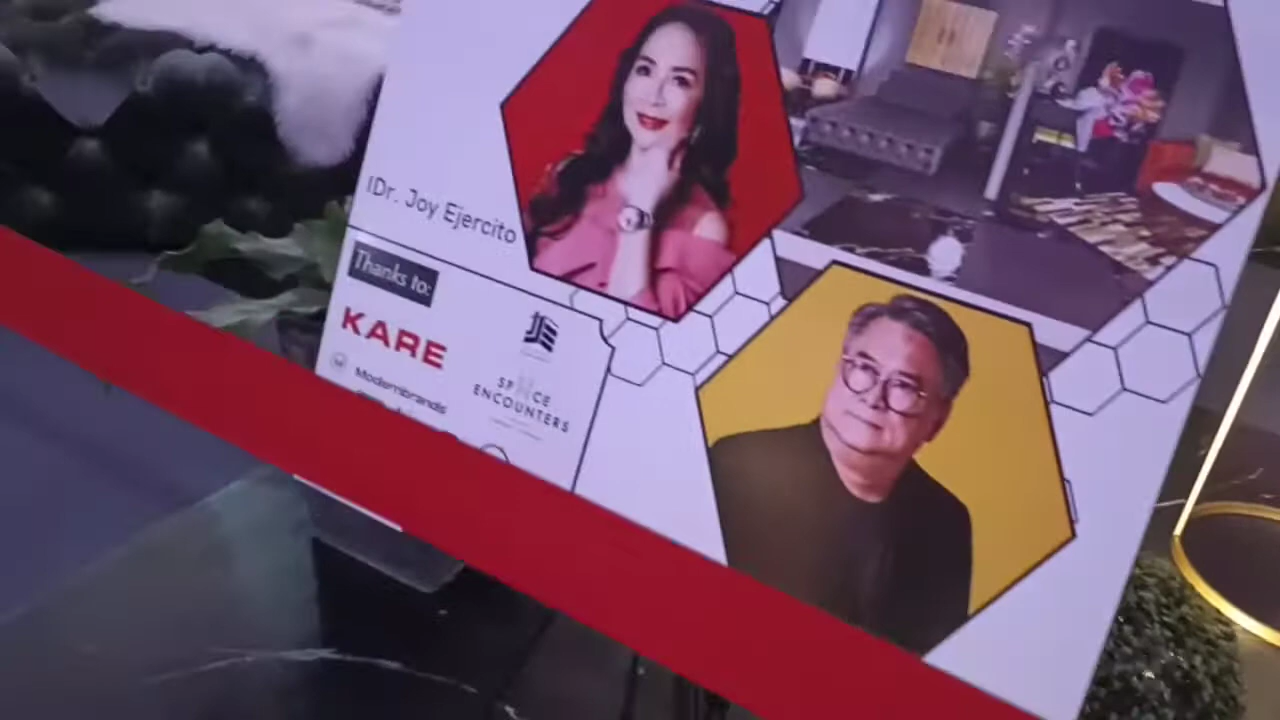 IDr. Joy Ejercito
Thanks to:
KARE
SPACE
ENCOUNTERS
Modernbrands